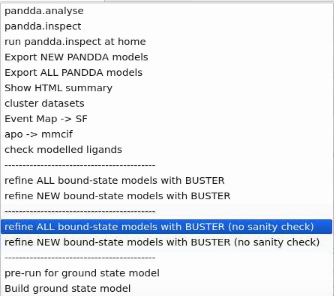 pandda.analyse
pandda.inspect
run pandda.inspect at home
Export NEW PANDDA models
Export ALL PANDDA models
Show HTML summary
cluster datasets
Event Map -> SF
apo -> mmcif
check modelled ligands
------------------------------------------
refine ALL bound-state models with BUSTER
refine NEW bound-state models with BUSTER
------------------------------------------
refine ALL bound-state models with BUSTER (no sanity check)
refine NEW bound-state models with BUSTER (no sanity check)
------------------------------------------
pre-run for ground state model
Build ground state model